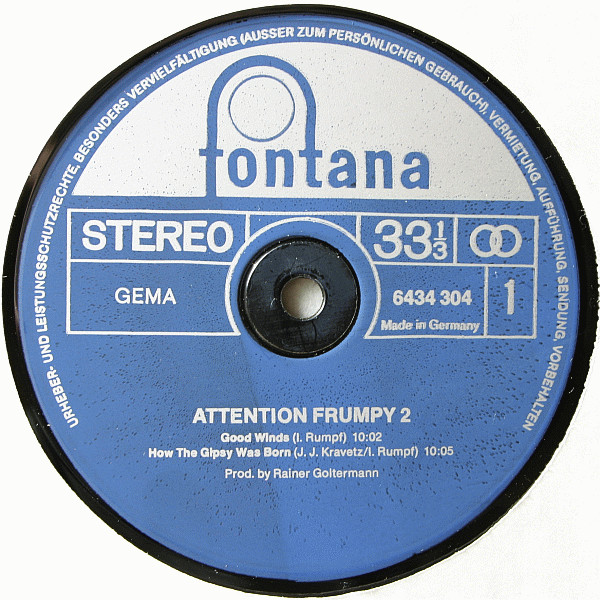 URHEBER- UND LEISTUNGSSCHUTZRECHTE, BESONDERS VERVIELFÄLTIGUNG (AUSSER ZUM PERSÖNLICHEN GEBRAUCH), VERMIETUNG, AUFFÜHRUNG, SENDUNG, VORBEHALTEN
fontana
STEREO
33 1/3
GEMA
6434 304
1
Made in Germany
ATTENTION FRUMPY 2
Good Winds (I. Rumpf) 10:02
How The Gipsy Was Born (J. J. Kravetz/I. Rumpf) 10:05
Prod. by Rainer Goltermann